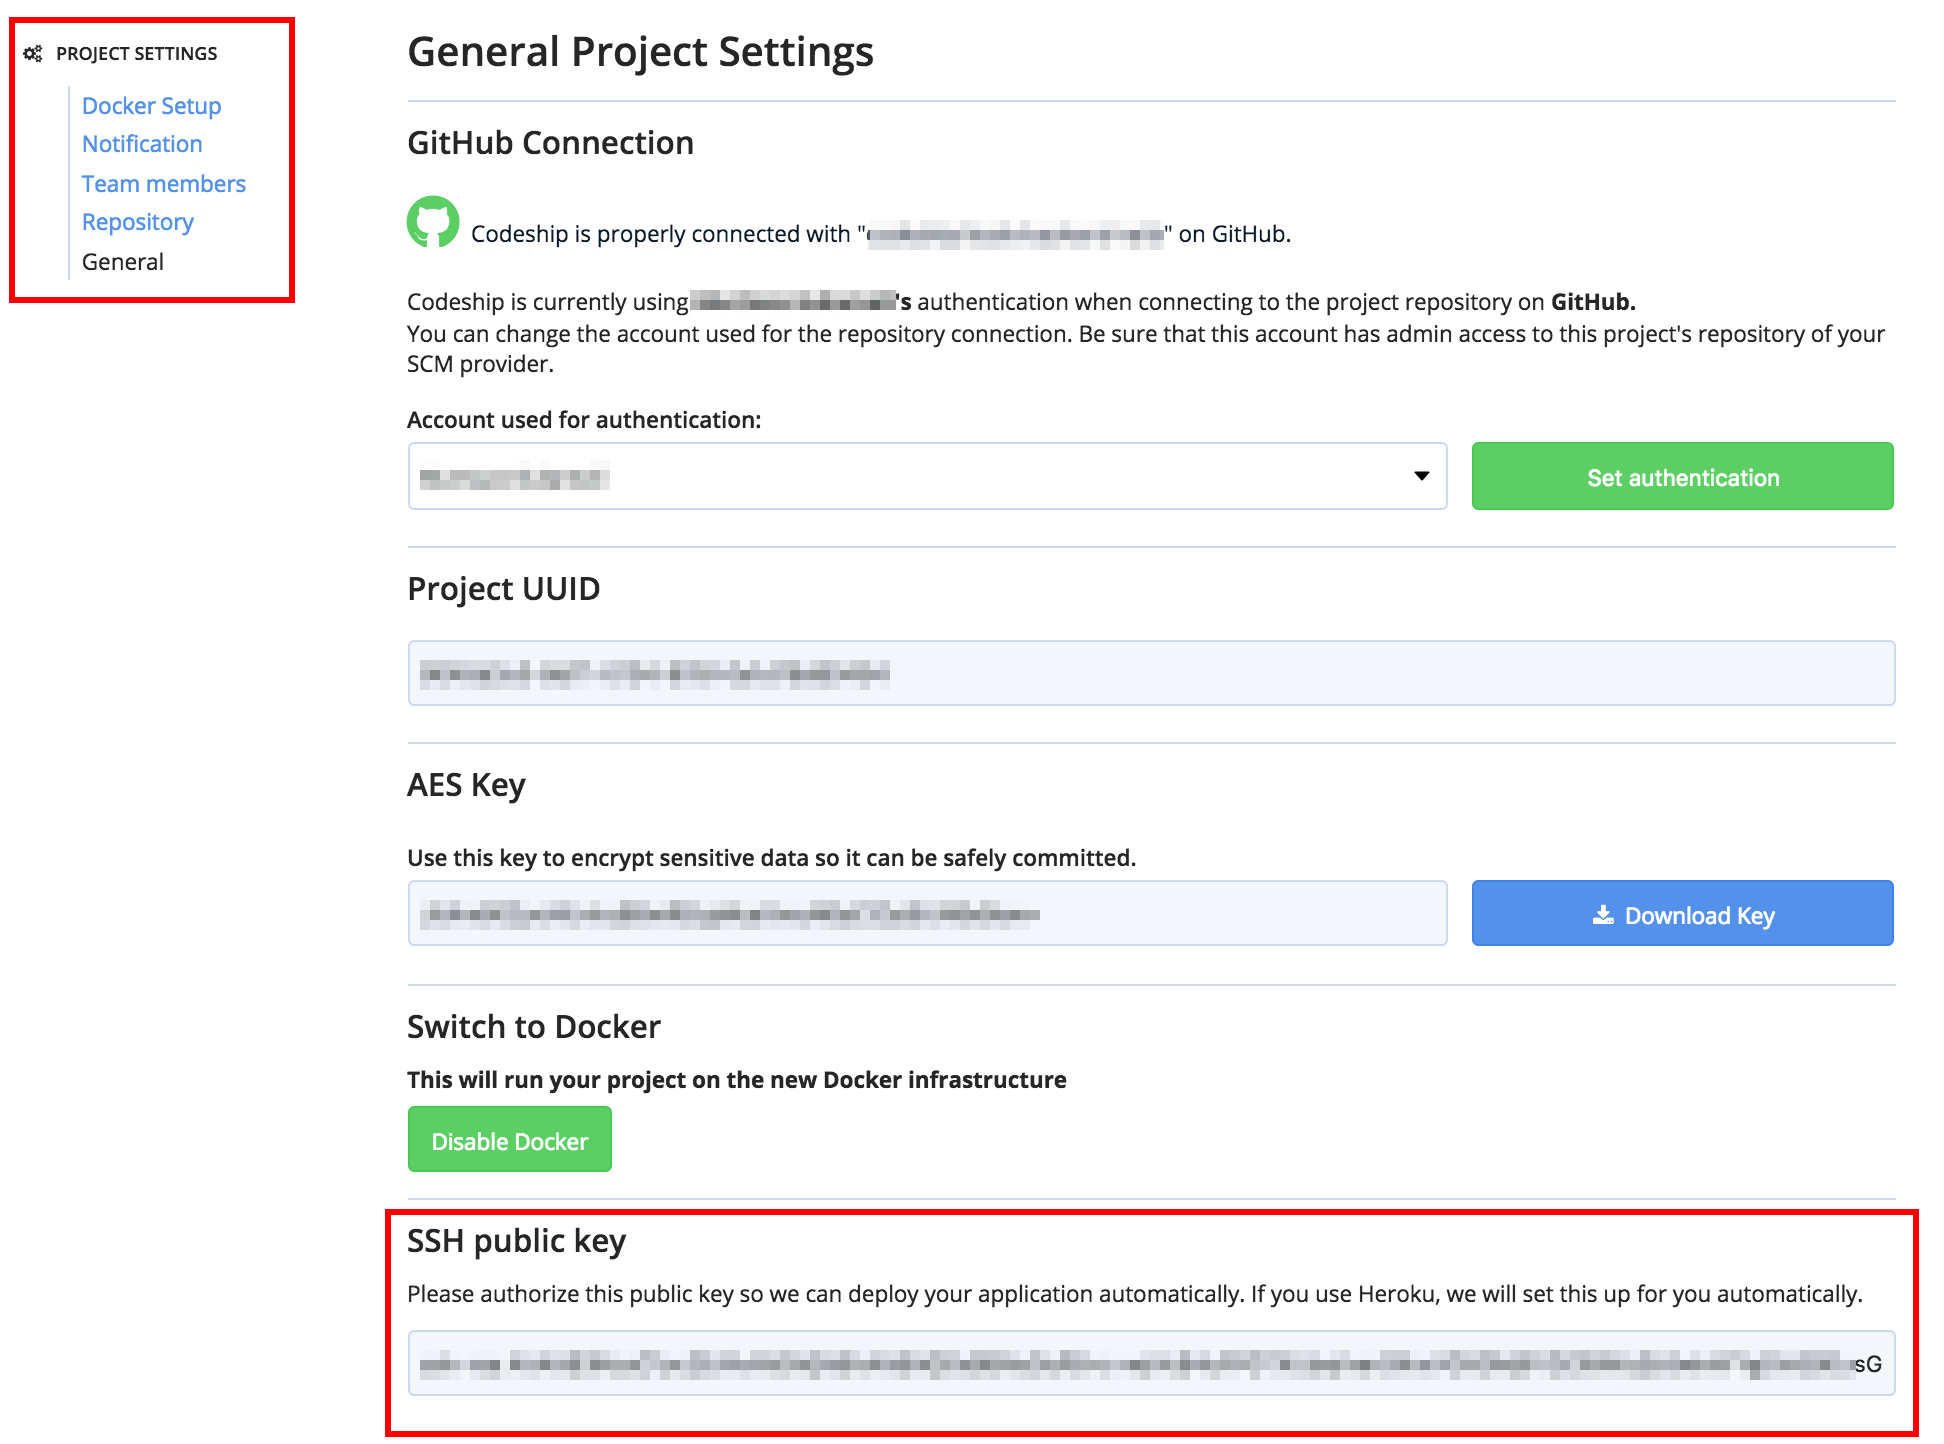 PROJECT SETTINGS
Docker Setup
Notification
Team members
Repository
General
General Project Settings
GitHub Connection
Codeship is properly connected with "" on GitHub.
Codeship is currently using 's authentication when connecting to the project repository on GitHub.
You can change the account used for the repository connection. Be sure that this account has admin access to this project's repository of your
SCM provider.
Account used for authentication:
Set authentication
Project UUID
AES Key
Use this key to encrypt sensitive data so it can be safely committed.
Download Key
Switch to Docker
This will run your project on the new Docker infrastructure
Disable Docker
SSH public key
Please authorize this public key so we can deploy your application automatically. If you use Heroku, we will set this up for you automatically.
sG